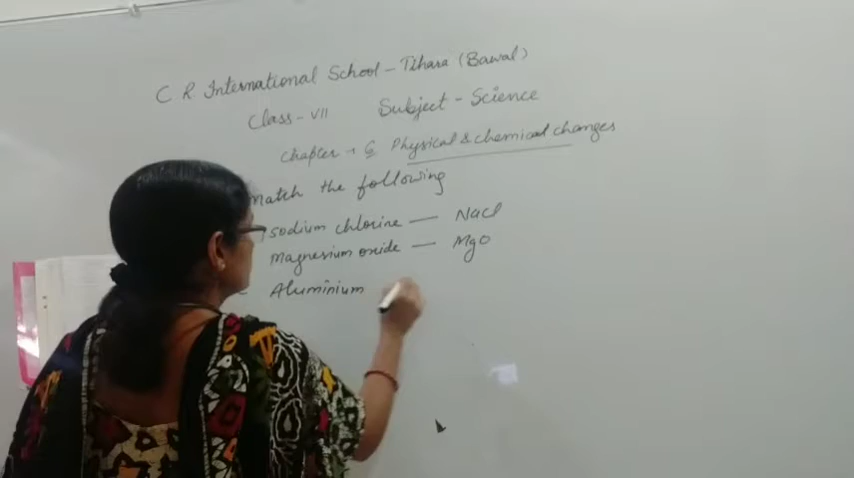 C R International School - Tihara (Bawal)
Class - VII Subject - Science
Chapter → 6 Physical & chemical changes
match the following
sodium chlorine — Nacl
Magnesium oxide — Mgo
Aluminium